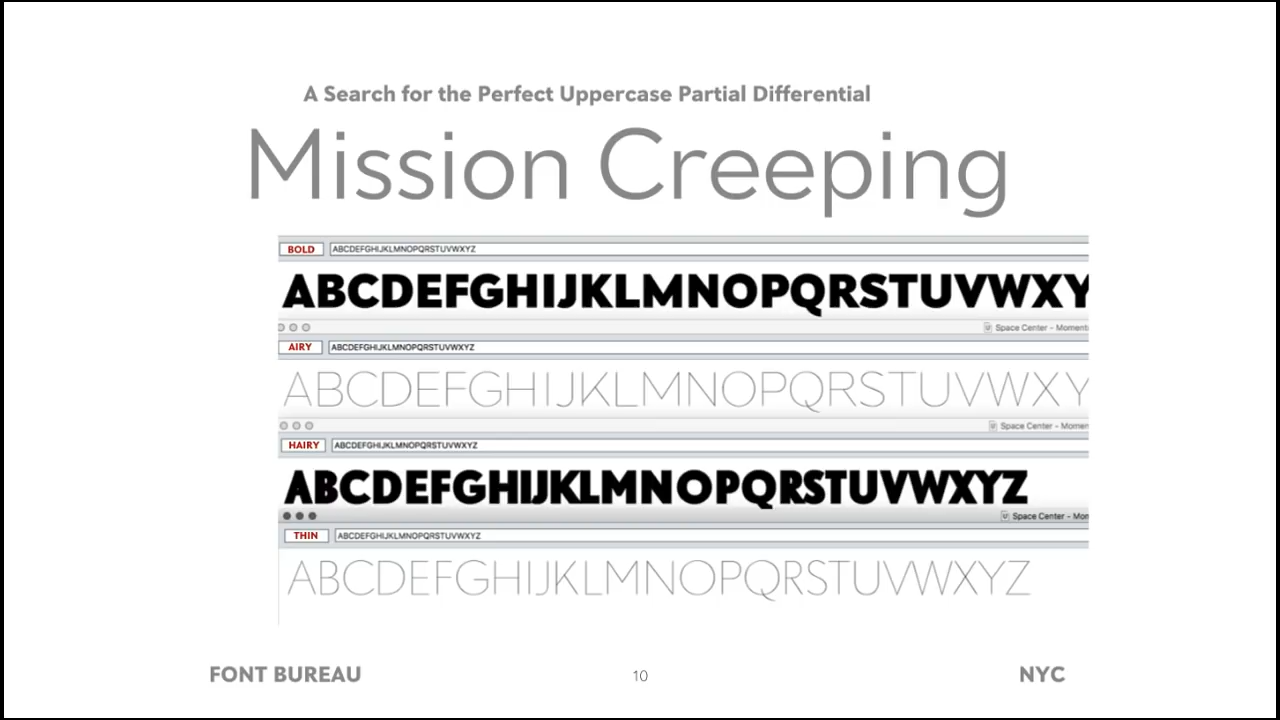 A Search for the Perfect Uppercase Partial Differential
Mission Creeping
BOLD ABCDEFGHIJKLMNOPQRSTUVWXYZ
ABCDEFGHIJKLMNOPQRSTUVWXY
Space Center - Moment
AIRY ABCDEFGHIJKLMNOPQRSTUVWXYZ
ABCDEFGHIJKLMNOPQRSTUVWXY
Space Center - Momen
HAIRY ABCDEFGHIJKLMNOPQRSTUVWXYZ
ABCDEFGHIJKLMNOPQRSTUVWXYZ
Space Center - Mor
THIN ABCDEFGHIJKLMNOPQRSTUVWXYZ
ABCDEFGHIJKLMNOPQRSTUVWXYZ
FONT BUREAU 10 NYC